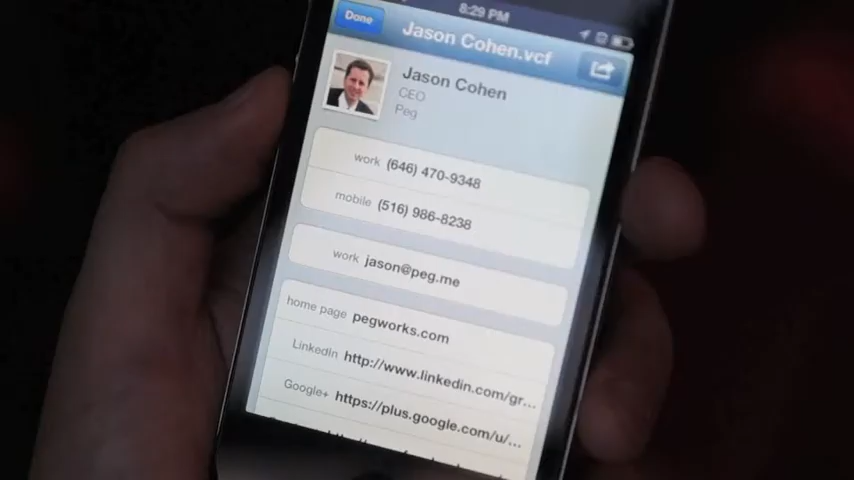 8:29 PM
Done
Jason Cohen.vcf
Jason Cohen
CEO
Peg
work (646) 470-9348
mobile (516) 986-8238
work jason@peg.me
home page pegworks.com
LinkedIn http://www.linkedin.com/gr...
Google+ https://plus.google.com/u/...